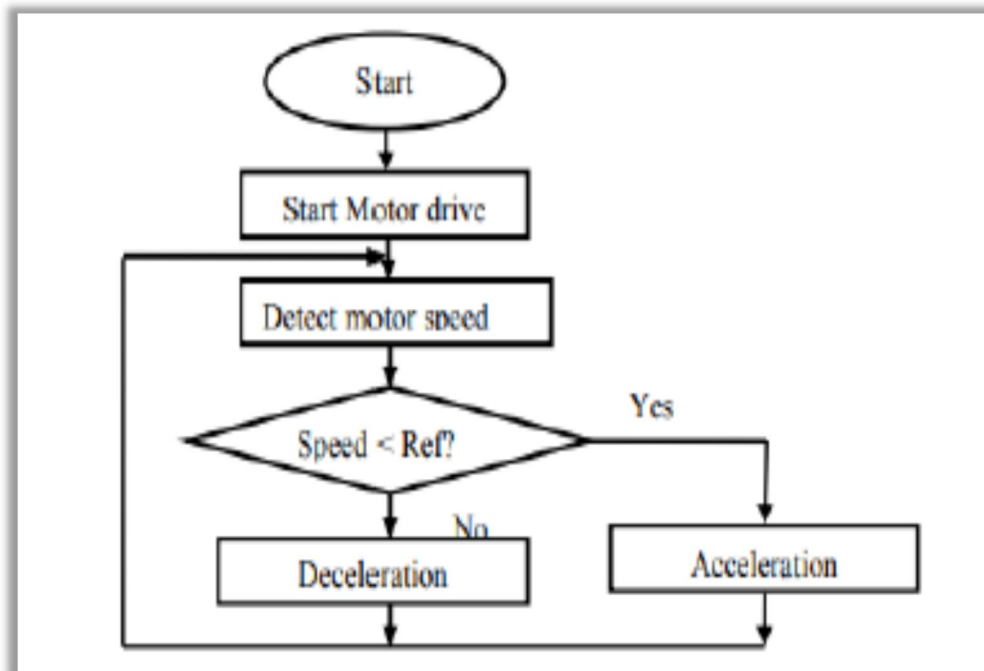 Start
Start Motor drive
Detect motor speed
Speed < Ref?
Yes
No
Deceleration
Acceleration